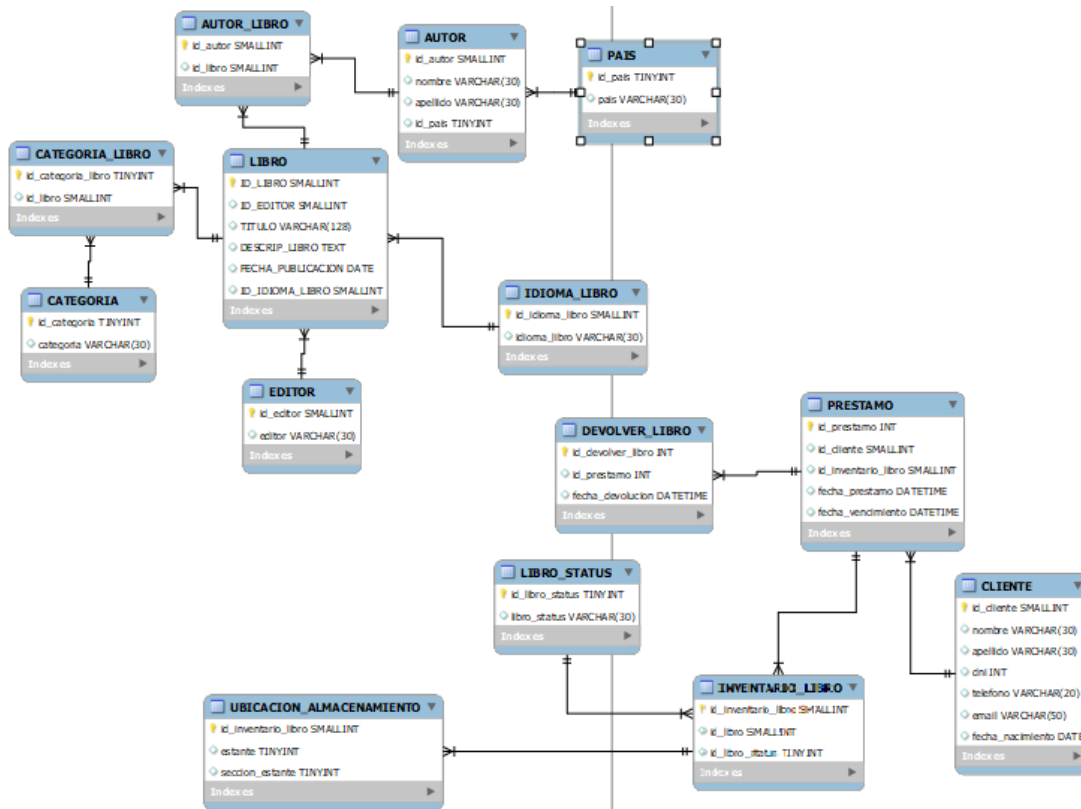 AUTOR_LIBRO
id_autor SMALLINT
id_libro SMALLINT
Indexes
AUTOR
id_autor SMALLINT
nombre VARCHAR(30)
apellido VARCHAR(30)
id_pais TINYINT
Indexes
PAIS
id_pais TINYINT
pais VARCHAR(30)
Indexes
CATEGORIA_LIBRO
id_categoria_libro TINYINT
id_libro SMALLINT
Indexes
LIBRO
ID_LIBRO SMALLINT
ID_EDITOR SMALLINT
TITULO VARCHAR(128)
DESCRIP_LIBRO TEXT
FECHA_PUBLICACION DATE
ID_IDIOMA_LIBRO SMALLINT
Indexes
CATEGORIA
id_categoria TINYINT
categoria VARCHAR(30)
Indexes
IDIOMA_LIBRO
id_idioma_libro SMALLINT
idioma_libro VARCHAR(30)
Indexes
EDITOR
id_editor SMALLINT
editor VARCHAR(30)
Indexes
DEVOLVER_LIBRO
id_devolver_libro INT
id_prestamo INT
fecha_devolucion DATETIME
Indexes
PRESTAMO
id_prestamo INT
id_cliente SMALLINT
id_inventario_libro SMALLINT
fecha_prestamo DATETIME
fecha_vencimiento DATETIME
Indexes
LIBRO_STATUS
id_libro_status TINYINT
libro_status VARCHAR(30)
Indexes
CLIENTE
id_cliente SMALLINT
nombre VARCHAR(30)
apellido VARCHAR(30)
dni INT
telefono VARCHAR(20)
email VARCHAR(50)
fecha_nacimiento DATE
Indexes
UBICACION_ALMACENAMIENTO
id_inventario_libro SMALLINT
estante TINYINT
seccion_estante TINYINT
Indexes
INVENTARIO_LIBRO
id_inventario_libro SMALLINT
id_libro SMALLINT
id_libro_status TINYINT
Indexes